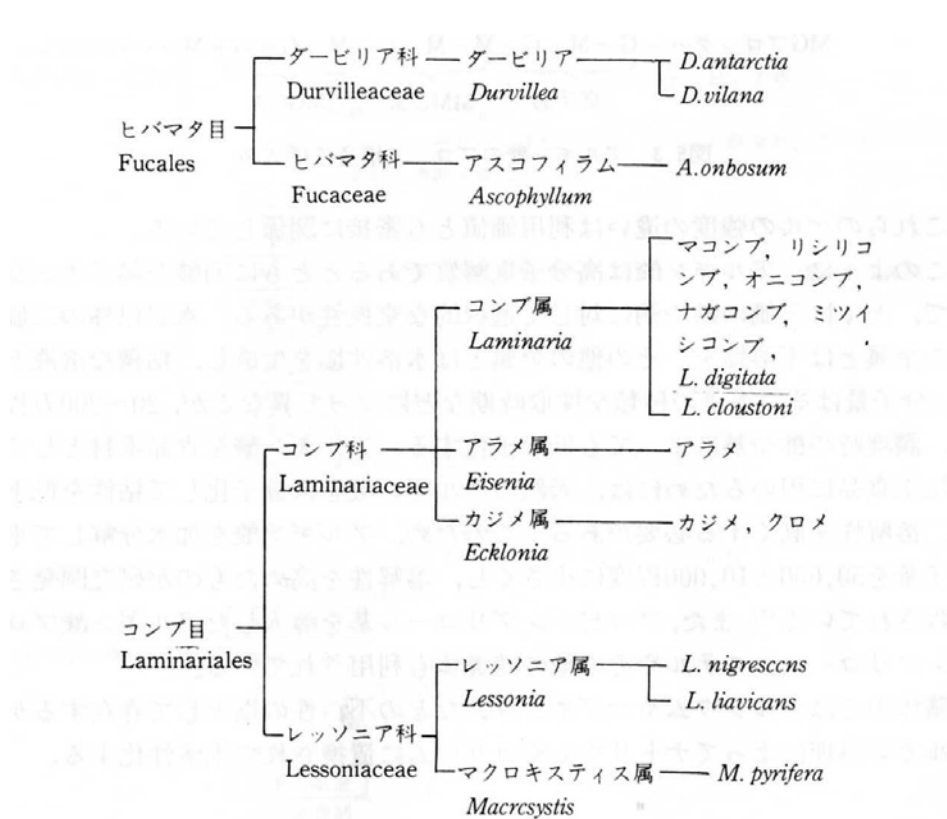 ダービリア科 ダービリア D.antarctia
Durvilleaceae Durvillea D.vilana
ヒバマタ目
Fucales
ヒバマタ科 アスコフィラム A.onbosum
Fucaceae Ascophyllum
マコンブ, リシリコ
ンブ, オニコンブ,
コンブ属 ナガコンブ, ミツイ
Laminaria シコンブ,
L. digitata
L. cloustoni
コンブ科 アラメ属 アラメ
Laminariaceae Eisenia
カジメ属 カジメ, クロメ
Ecklonia
コンブ目
Laminariales
レッソニア属 L. nigresccns
Lessonia L.liavicans
レッソニア科
Lessoniaceae
マクロキスティス属 M. pyrifera
Macrcsystis